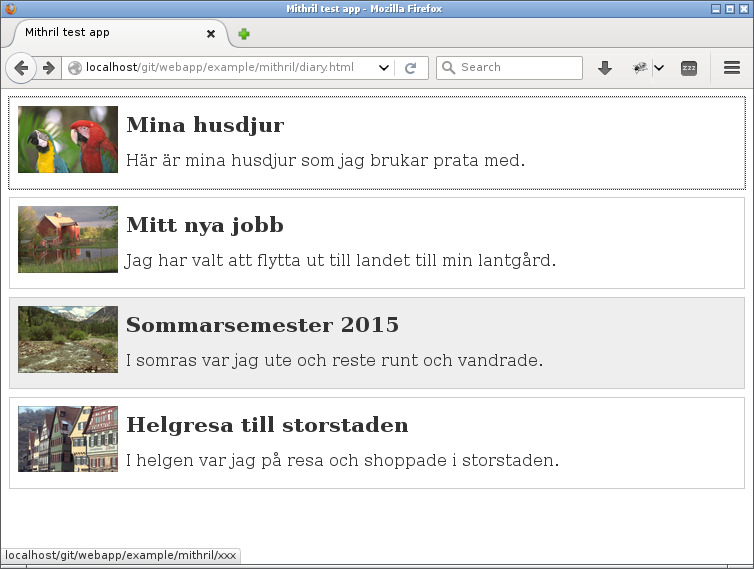 Mithril test app - Mozilla Firefox
Mithril test app
localhost/git/webapp/example/mithril/diary.html
Search
zzz
Mina husdjur
Här är mina husdjur som jag brukar prata med.
Mitt nya jobb
Jag har valt att flytta ut till landet till min lantgård.
Sommarsemester 2015
I somras var jag ute och reste runt och vandrade.
Helgresa till storstaden
I helgen var jag på resa och shoppade i storstaden.
localhost/git/webapp/example/mithril/xxx